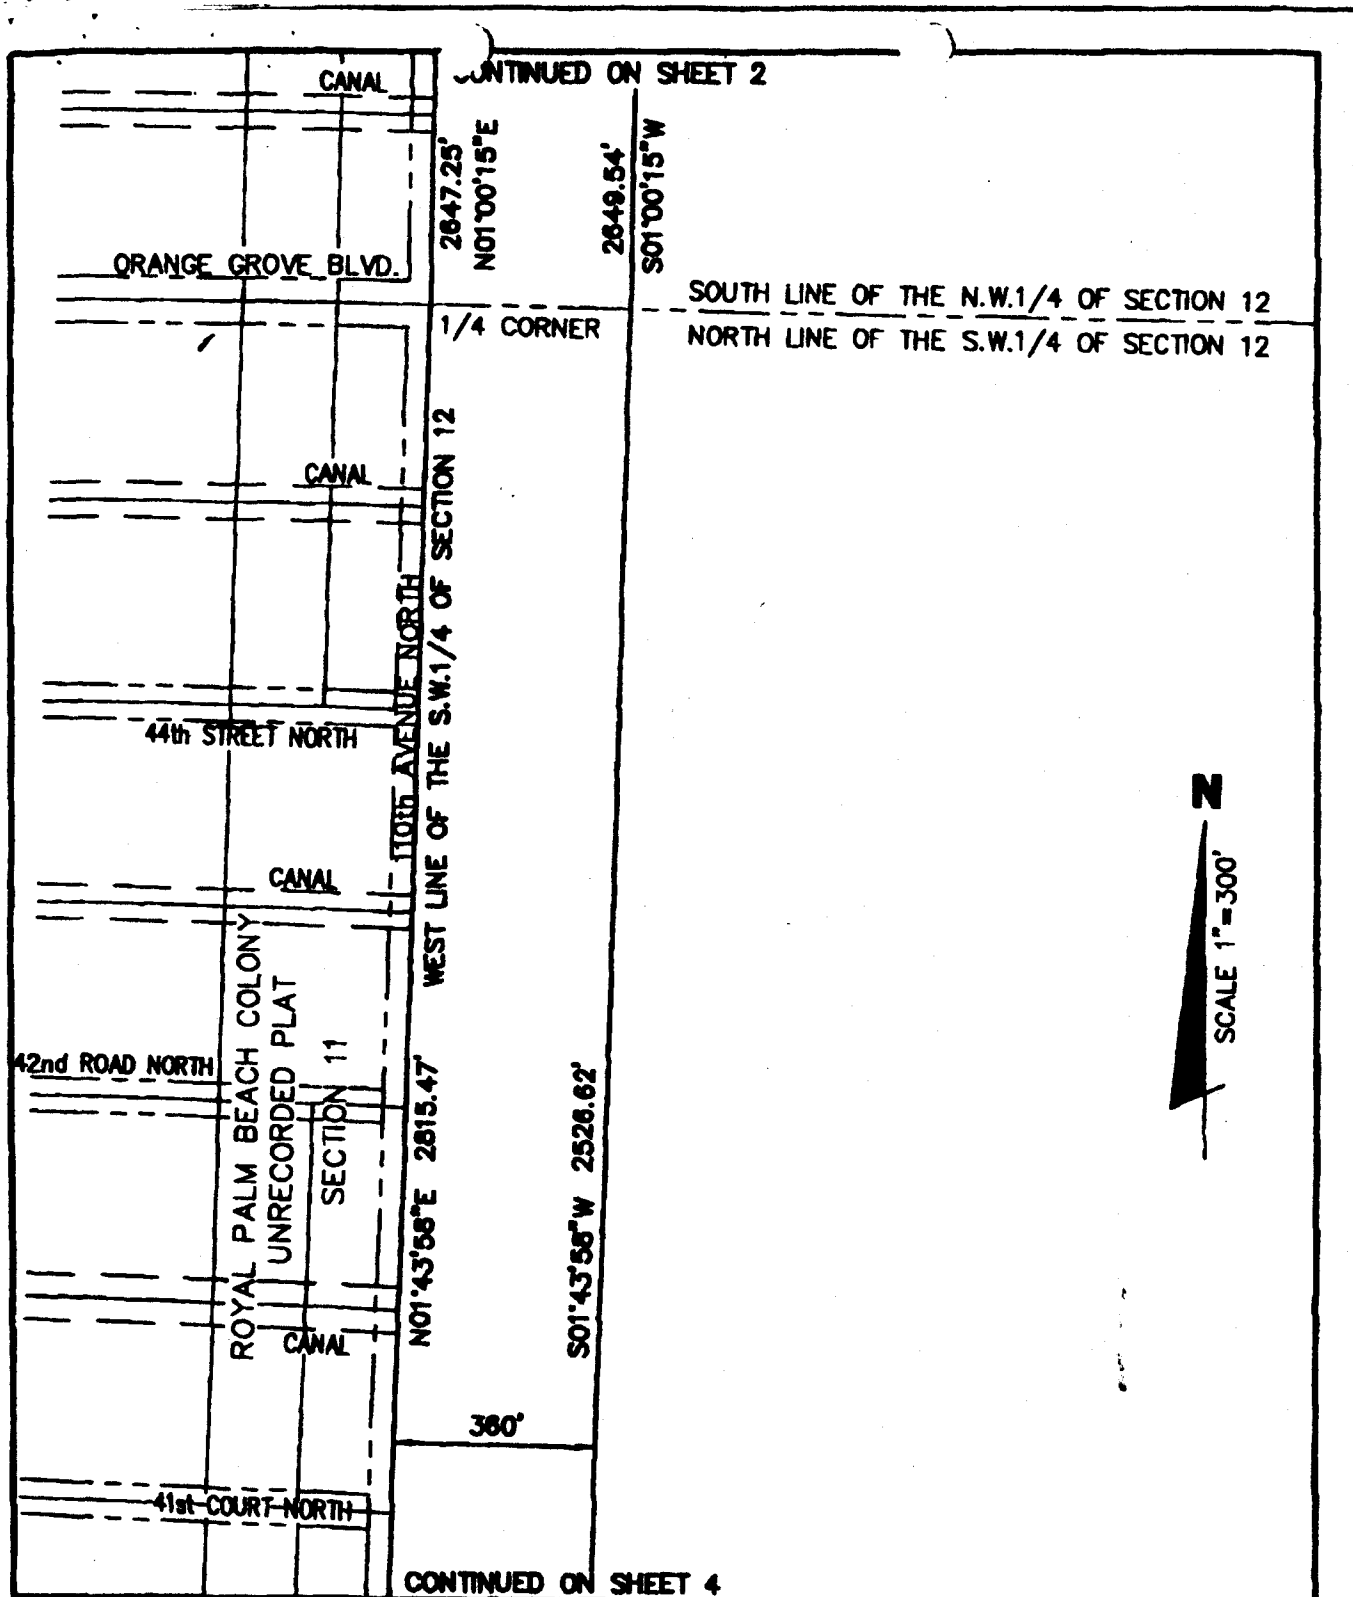 CONTINUED ON SHEET 2
CANAL
2647.25'
N01°00'15"E
2649.54'
S01°00'15"W
ORANGE GROVE BLVD.
SOUTH LINE OF THE N.W.1/4 OF SECTION 12
1/4 CORNER
NORTH LINE OF THE S.W.1/4 OF SECTION 12
CANAL
WEST LINE OF THE S.W.1/4 OF SECTION 12
110th AVENUE NORTH
44th STREET NORTH
N
SCALE 1"=300'
CANAL
ROYAL PALM BEACH COLONY
UNRECORDED PLAT
SECTION 11
42nd ROAD NORTH
N01°43'58"E 2615.47'
S01°43'58"W 2526.62'
CANAL
360'
41st COURT NORTH
CONTINUED ON SHEET 4